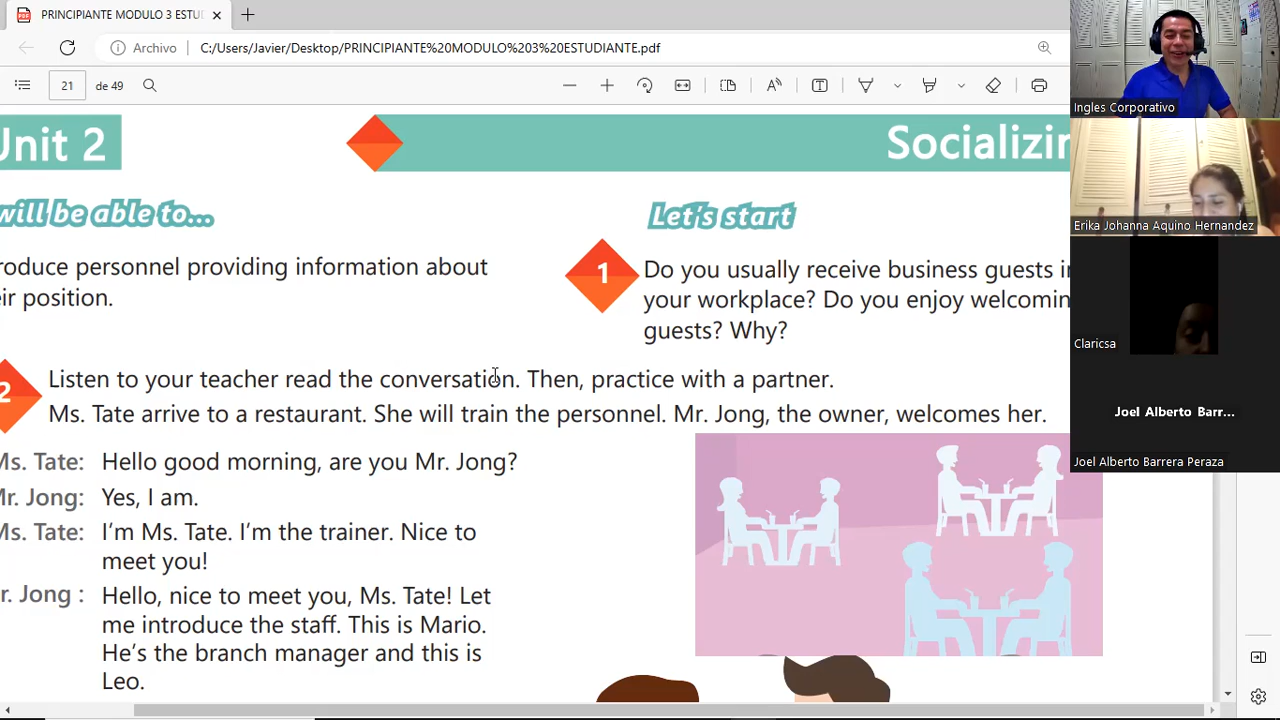 PRINCIPIANTE MODULO 3 ESTU
Archivo
C:/Users/Javier/Desktop/PRINCIPIANTE%20MODULO%203%20ESTUDIANTE.pdf
21
de 49
Unit 2
Socializin
will be able to...
Let's start
roduce personnel providing information about
eir position.
1
Do you usually receive business guests in
your workplace? Do you enjoy welcomin
guests? Why?
2
Listen to your teacher read the conversation. Then, practice with a partner.
Ms. Tate arrive to a restaurant. She will train the personnel. Mr. Jong, the owner, welcomes her.
Ms. Tate: Hello good morning, are you Mr. Jong?
Mr. Jong: Yes, I am.
Ms. Tate: I'm Ms. Tate. I'm the trainer. Nice to
meet you!
r. Jong : Hello, nice to meet you, Ms. Tate! Let
me introduce the staff. This is Mario.
He's the branch manager and this is
Leo.
Ingles Corporativo
Erika Johanna Aquino Hernandez
Claricsa
Joel Alberto Barr...
Joel Alberto Barrera Peraza